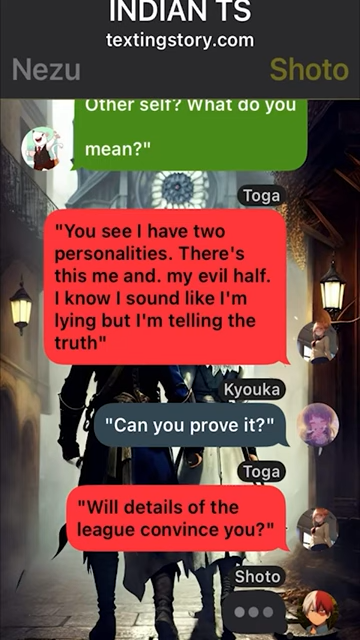 INDIAN TS
textingstory.com
Nezu
Shoto
Other self? What do you
mean?"
Toga
"You see I have two
personalities. There's
this me and. my evil half.
I know I sound like I'm
lying but I'm telling the
truth"
Kyouka
"Can you prove it?"
Toga
"Will details of the
league convince you?"
Shoto